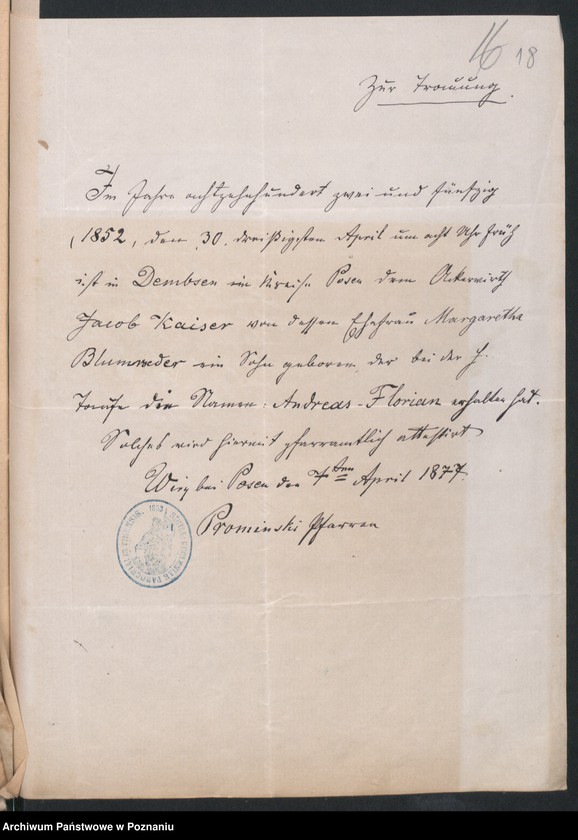 16 18
Zur Trauung.
Im Jahre achtzehnhundert zwei und fünfzig
(1852, den 30. dreißigsten April um acht Uhr Früh
ist in Dembsen im Kreise Posen dem Ackerwirth
Jacob Kaiser von dessen Ehefrau Margaretha
Blumreder ein Sohn geboren, der bei der h.
Taufe die Namen: Andreas-Florian erhalten hat.
Solches wird hiermit pfarramtlich attestirt
bei Posen den 7ten April 1877.
Prominski Pfarrer
Archiwum Państwowe w Poznaniu